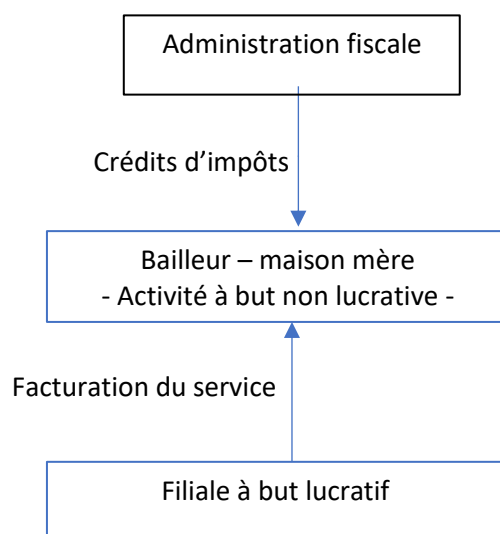 Administration fiscale
Crédits d’impôts
Bailleur – maison mère
- Activité à but non lucrative -
Facturation du service
Filiale à but lucratif